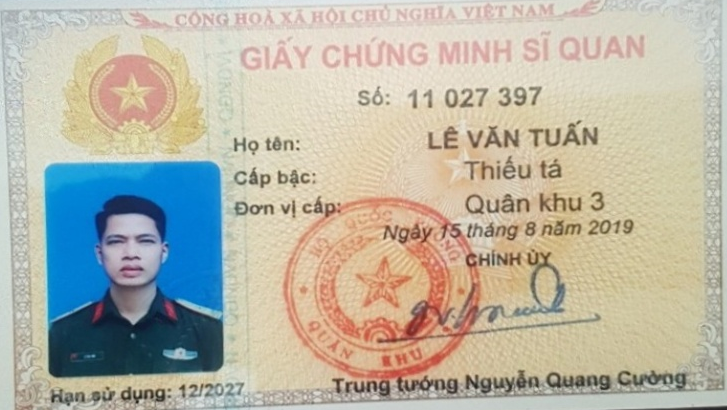 CỘNG HOÀ XÃ HỘI CHỦ NGHĨA VIỆT NAM
GIẤY CHỨNG MINH SĨ QUAN
Số: 11 027 397
Họ tên: LÊ VĂN TUẤN
Cấp bậc: Thiếu tá
Đơn vị cấp: Quân khu 3
Ngày 15 tháng 8 năm 2019
CHÍNH ỦY
BỘ QUỐC PHÒNG
QUÂN KHU
Hạn sử dụng: 12/2027
Trung tướng Nguyễn Quang Cường